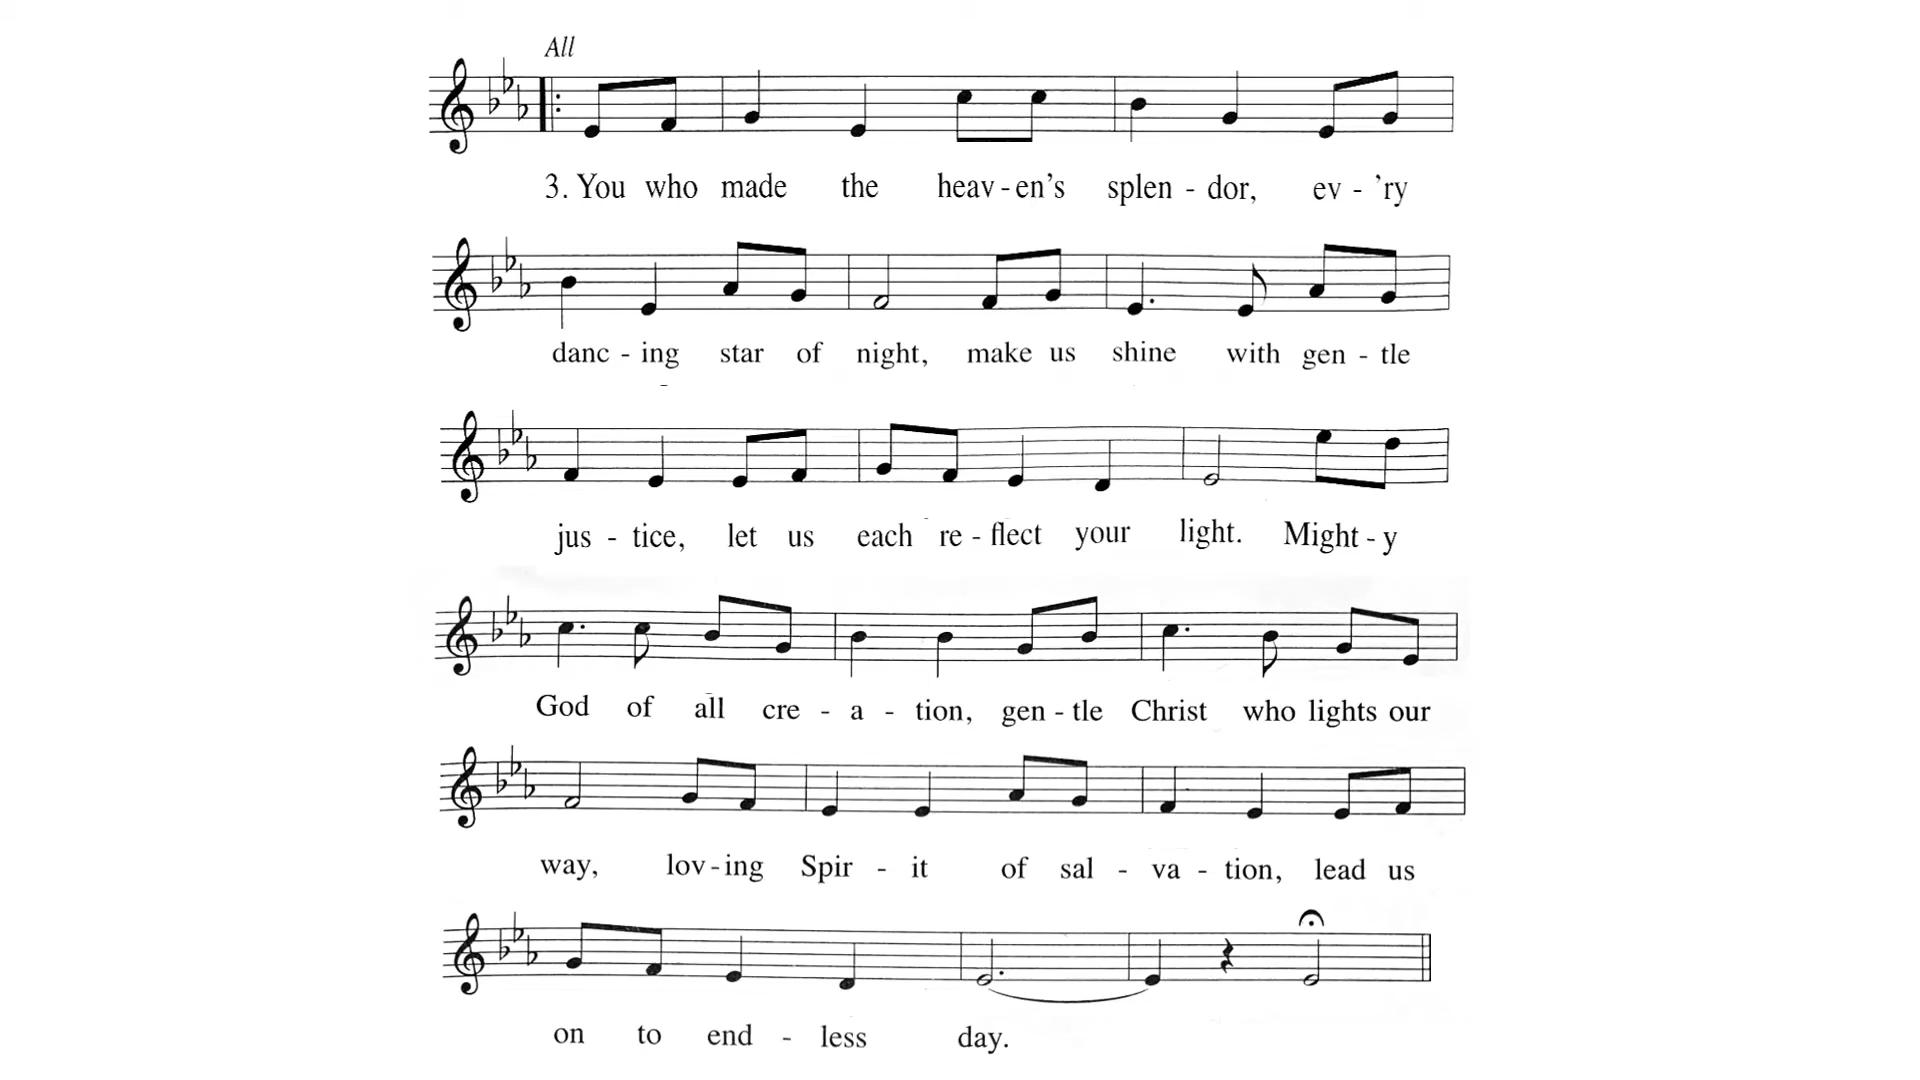 All
3. You who made the heav - en's splen - dor, ev - 'ry
danc - ing star of night, make us shine with gen - tle
jus - tice, let us each re - flect your light. Might - y
God of all cre - a - tion, gen - tle Christ who lights our
way, lov - ing Spir - it of sal - va - tion, lead us
on to end - less day.